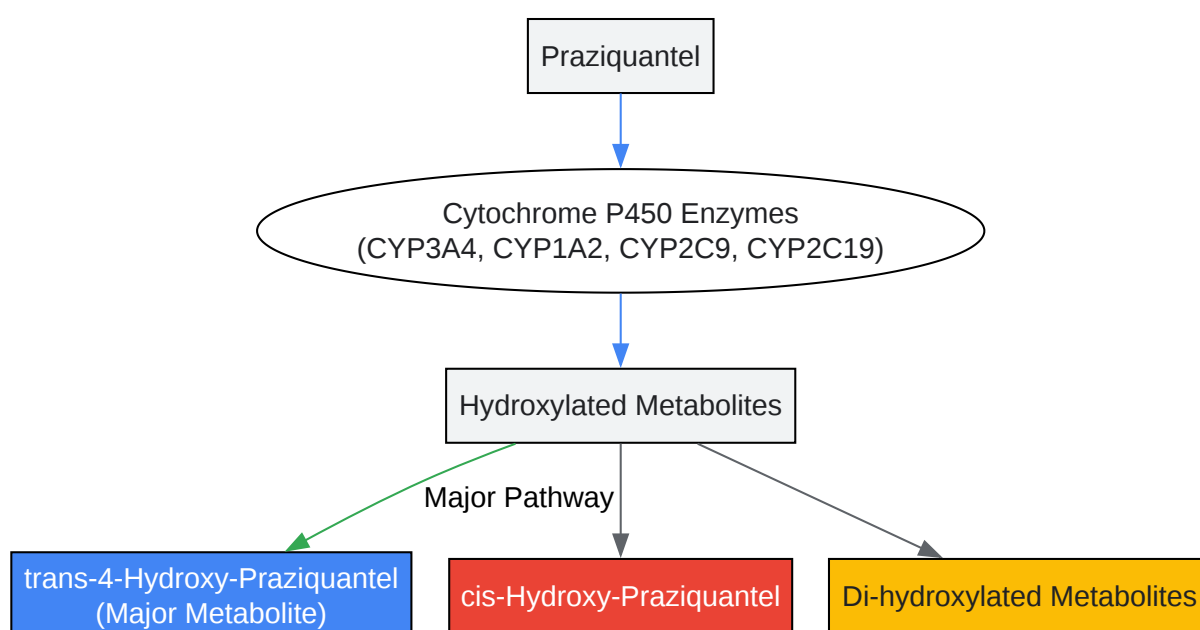 Praziquantel
Cytochrome P450 Enzymes
(CYP3A4, CYP1A2, CYP2C9, CYP2C19)
Hydroxylated Metabolites
Major Pathway
trans-4-Hydroxy-Praziquantel
(Major Metabolite)
cis-Hydroxy-Praziquantel
Di-hydroxylated Metabolites